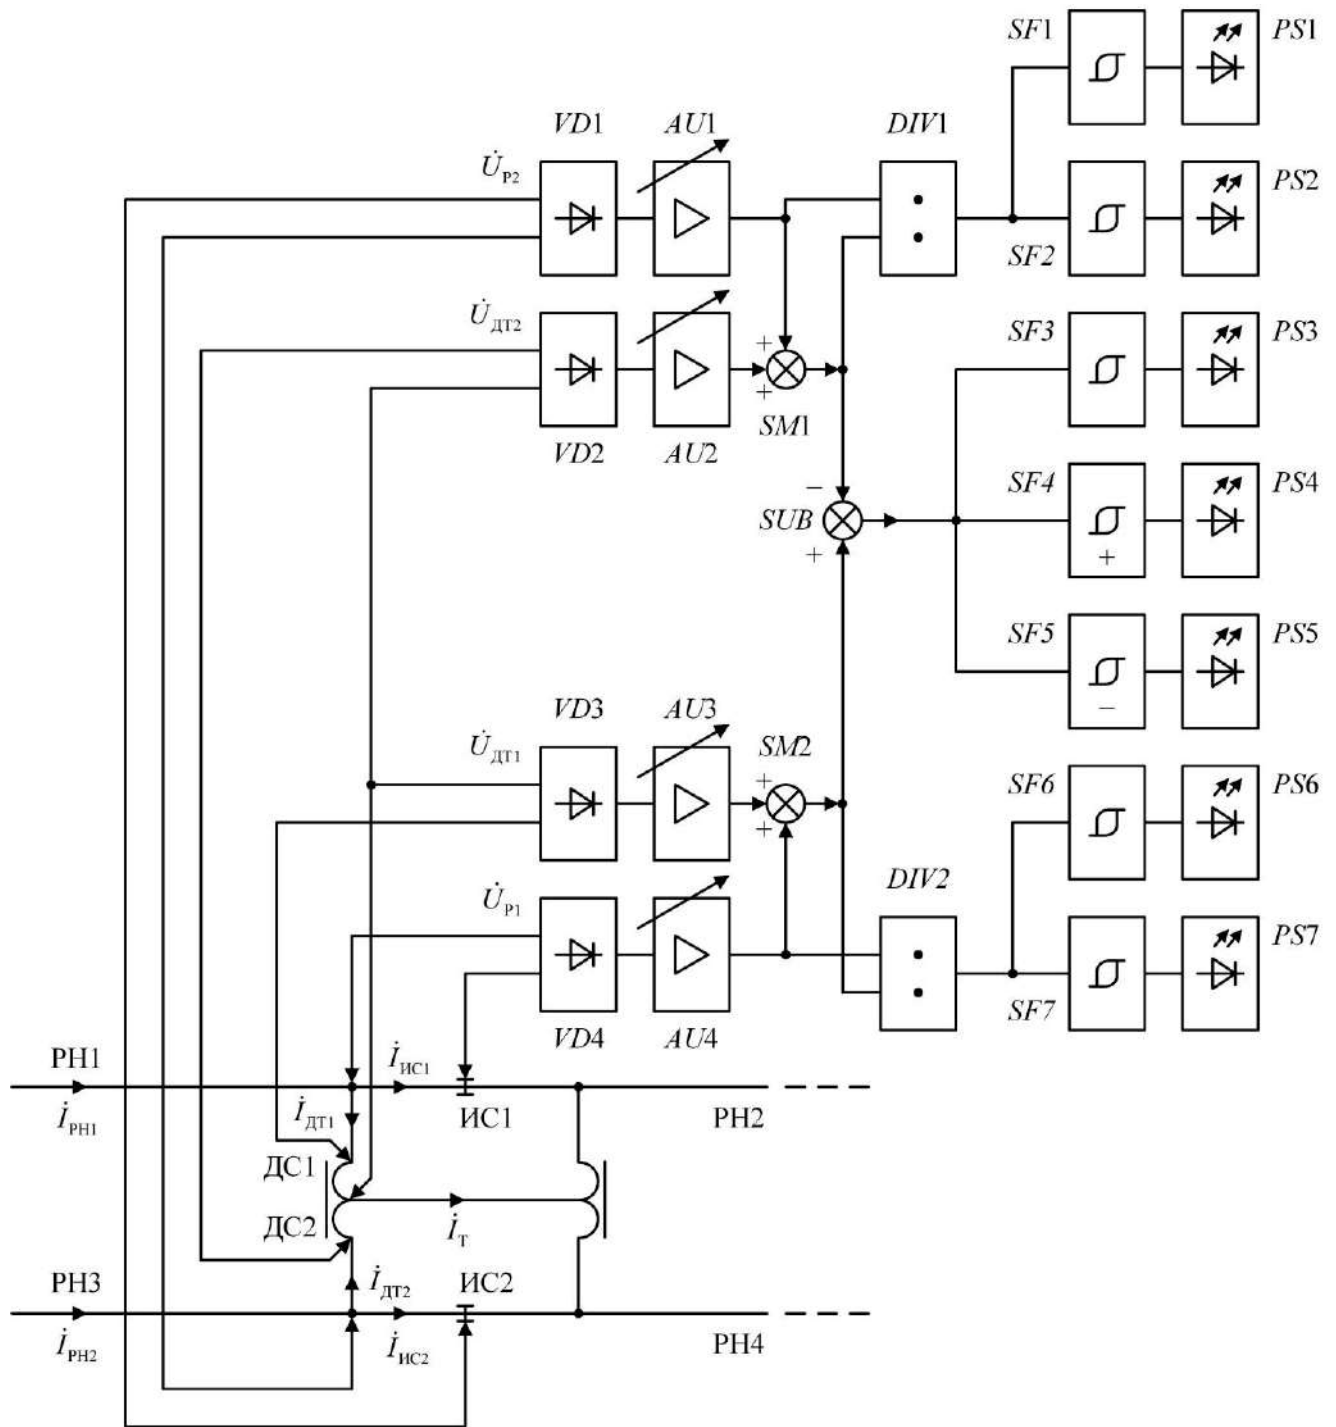 SF1 PS1
VD1 AU1 DIV1
U̇Р2 PS2
SF2
U̇ДТ2 SF3 PS3
+
+
SM1
VD2 AU2
− SF4 PS4
SUB
+ +
SF5 PS5
VD3 AU3 −
U̇ДТ1 SM2
+ SF6 PS6
+
U̇Р1 DIV2
PS7
SF7
VD4 AU4
РН1 İИС1
İРН1 İДТ1 ИС1 РН2
ДС1
ДС2 İТ
РН3 İДТ2 ИС2
İРН2 İИС2 РН4